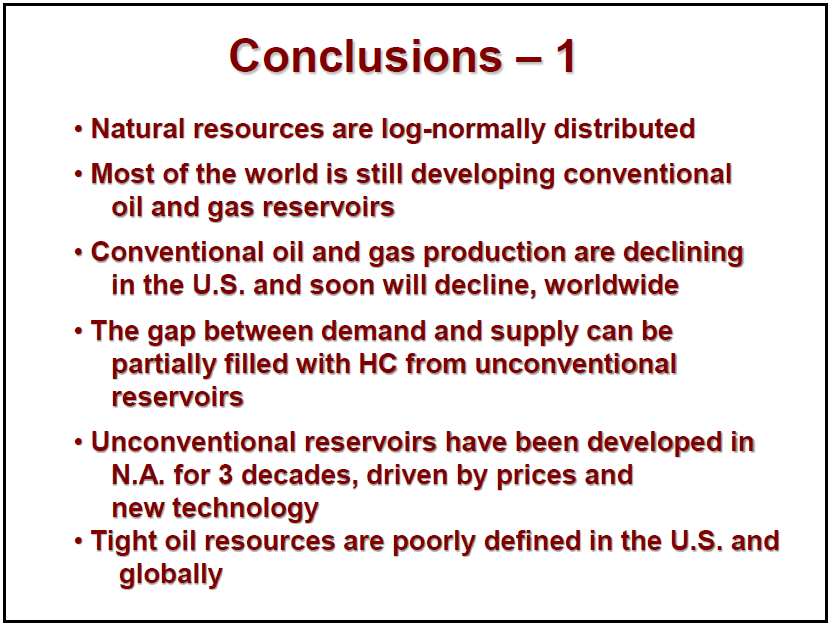 Conclusions – 1
• Natural resources are log-normally distributed
• Most of the world is still developing conventional
oil and gas reservoirs
• Conventional oil and gas production are declining
in the U.S. and soon will decline, worldwide
• The gap between demand and supply can be
partially filled with HC from unconventional
reservoirs
• Unconventional reservoirs have been developed in
N.A. for 3 decades, driven by prices and
new technology
• Tight oil resources are poorly defined in the U.S. and
globally